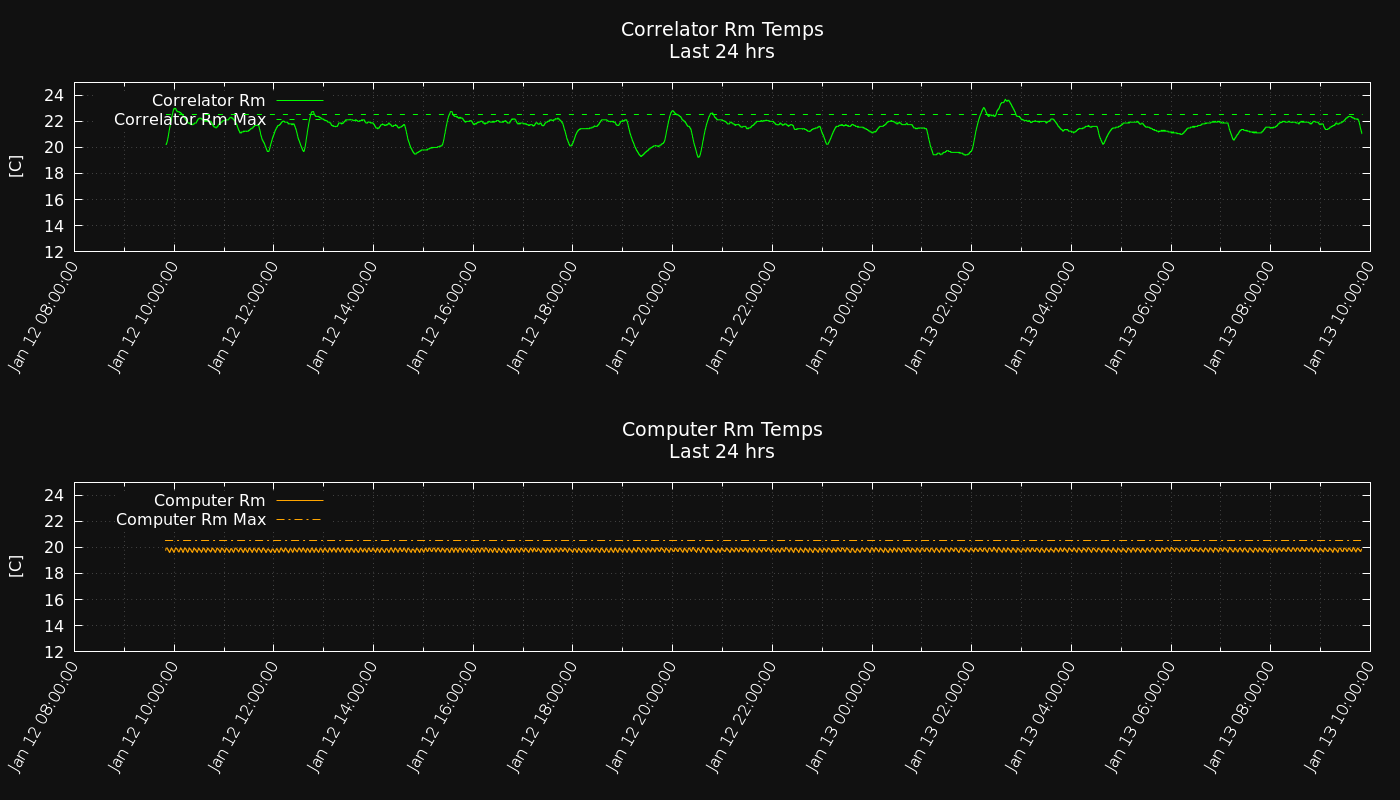 Correlator Rm Temps
Last 24 hrs
Correlator Rm
Correlator Rm Max
[C]
24
22
20
18
16
14
12
Jan 12 08:00:00
Jan 12 10:00:00
Jan 12 12:00:00
Jan 12 14:00:00
Jan 12 16:00:00
Jan 12 18:00:00
Jan 12 20:00:00
Jan 12 22:00:00
Jan 13 00:00:00
Jan 13 02:00:00
Jan 13 04:00:00
Jan 13 06:00:00
Jan 13 08:00:00
Jan 13 10:00:00
Computer Rm Temps
Last 24 hrs
Computer Rm
Computer Rm Max
[C]
24
22
20
18
16
14
12
Jan 12 08:00:00
Jan 12 10:00:00
Jan 12 12:00:00
Jan 12 14:00:00
Jan 12 16:00:00
Jan 12 18:00:00
Jan 12 20:00:00
Jan 12 22:00:00
Jan 13 00:00:00
Jan 13 02:00:00
Jan 13 04:00:00
Jan 13 06:00:00
Jan 13 08:00:00
Jan 13 10:00:00